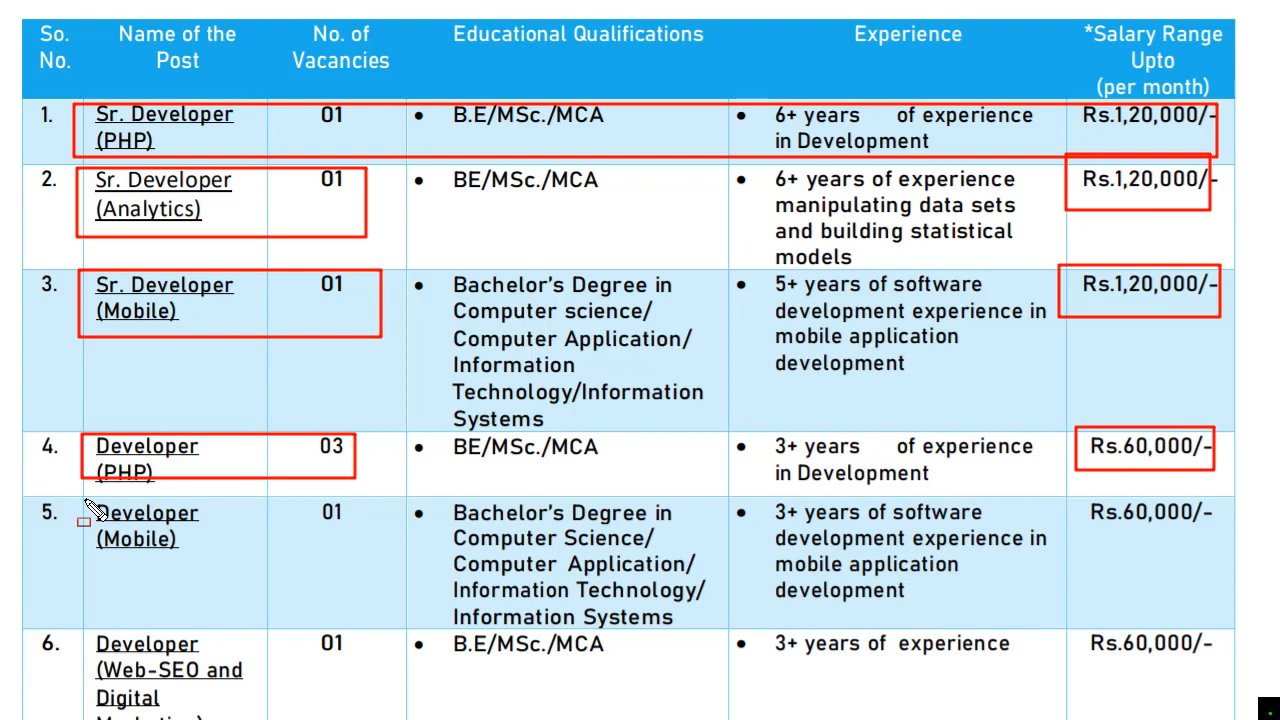 So. No. Name of the Post No. of Vacancies Educational Qualifications Experience *Salary Range Upto (per month)
1. Sr. Developer (PHP) 01 • B.E/MSc./MCA • 6+ years of experience in Development Rs.1,20,000/-
2. Sr. Developer (Analytics) 01 • BE/MSc./MCA • 6+ years of experience manipulating data sets and building statistical models Rs.1,20,000/-
3. Sr. Developer (Mobile) 01 • Bachelor's Degree in Computer science/ Computer Application/ Information Technology/Information Systems • 5+ years of software development experience in mobile application development Rs.1,20,000/-
4. Developer (PHP) 03 • BE/MSc./MCA • 3+ years of experience in Development Rs.60,000/-
5. Developer (Mobile) 01 • Bachelor's Degree in Computer Science/ Computer Application/ Information Technology/ Information Systems • 3+ years of software development experience in mobile application development Rs.60,000/-
6. Developer (Web-SEO and Digital 01 • B.E/MSc./MCA • 3+ years of experience Rs.60,000/-